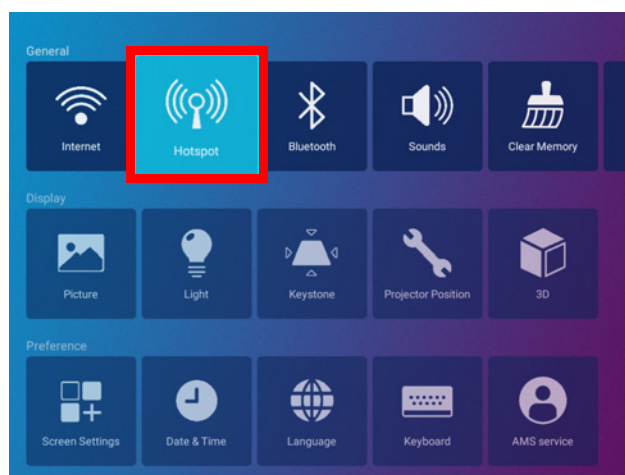 General
Internet
Hotspot
Bluetooth
Sounds
Clear Memory
Display
Picture
Light
Keystone
Projector Position
3D
Preference
Screen Settings
Date & Time
Language
Keyboard
AMS service